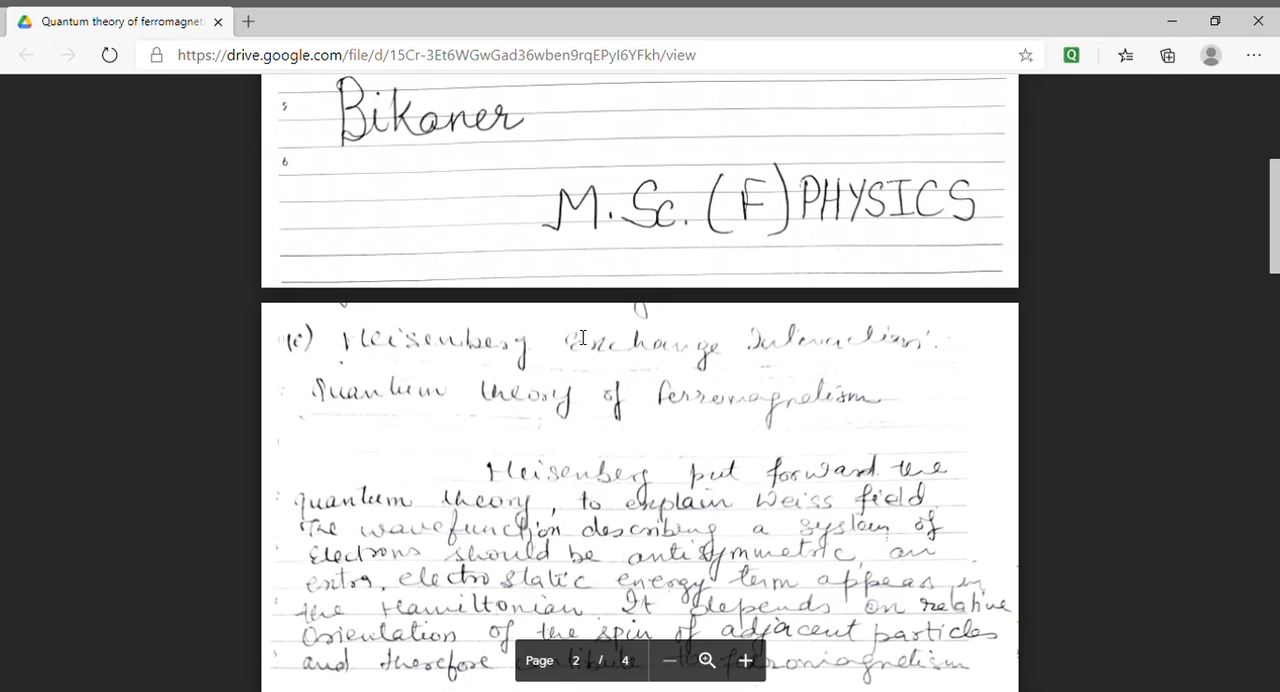 Quantum theory of ferromagnet
https://drive.google.com/file/d/15Cr-3Et6WGwGad36wben9rqEPyI6YFkh/view
5
Bikaner
6
M.Sc. (F) PHYSICS
Heisenberg Exchange Interaction:
Quantum theory of ferromagnetism
Heisenberg put forward the
quantum theory, to explain Weiss field.
The wavefunction describing a system of
Electrons should be antisymmetric, an
extra, electro static energy term appears in
the Hamiltonian It depends on relative
Orientation of the spin of adjacent particles
and therefore ferromagnetism
Page 2 / 4